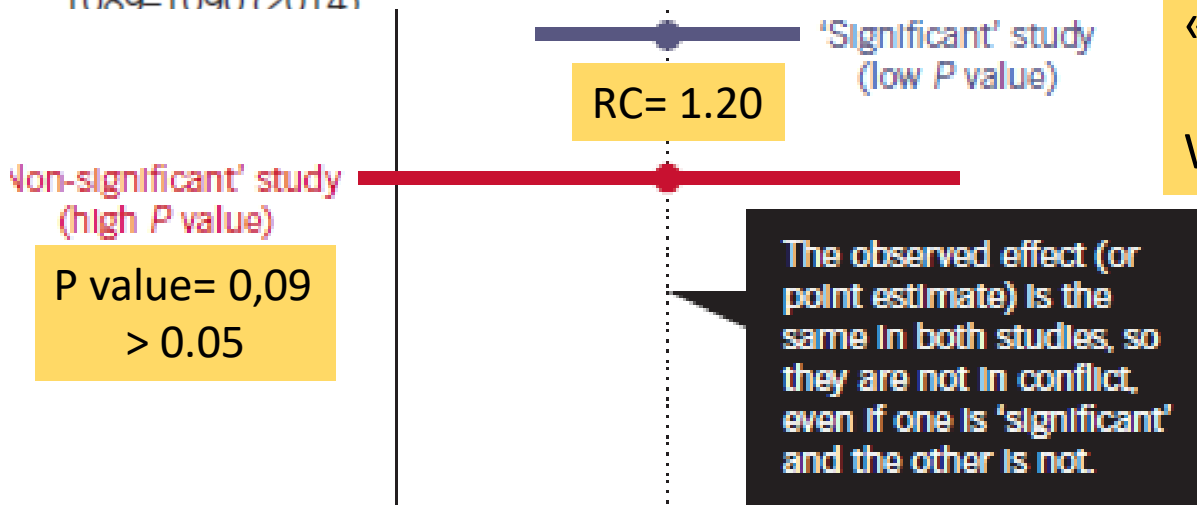 'Significant' study
(low P value)
«
RC= 1.20
Non-significant' study
(high P value)
P value= 0,09
> 0.05
The observed effect (or
point estimate) is the
same in both studies, so
they are not in conflict,
even if one is 'significant'
and the other is not.